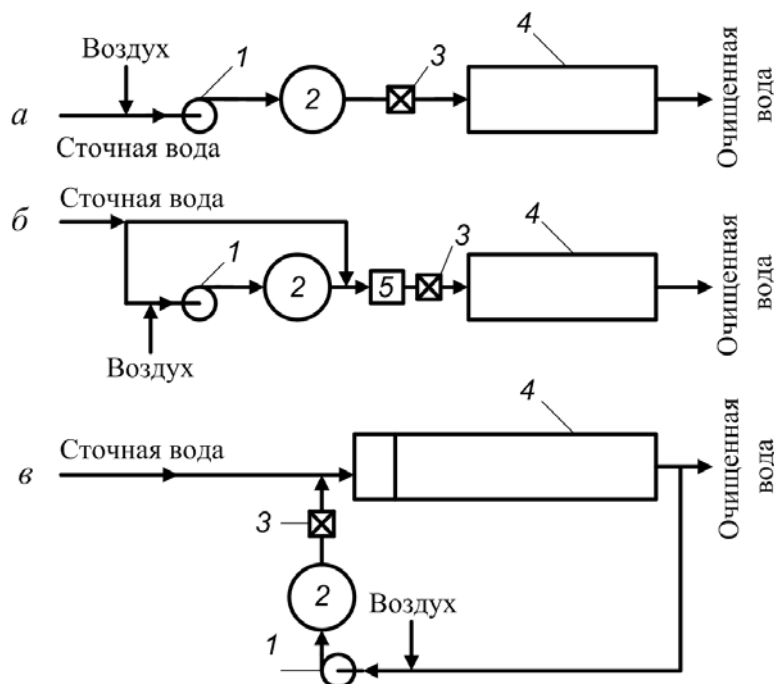 Воздух
1
2
3
4
а
Сточная вода
Очищенная
вода
Сточная вода
б
1
2
5
3
4
Воздух
Очищенная
вода
Сточная вода
в
4
3
2
Воздух
1
Очищенная
вода